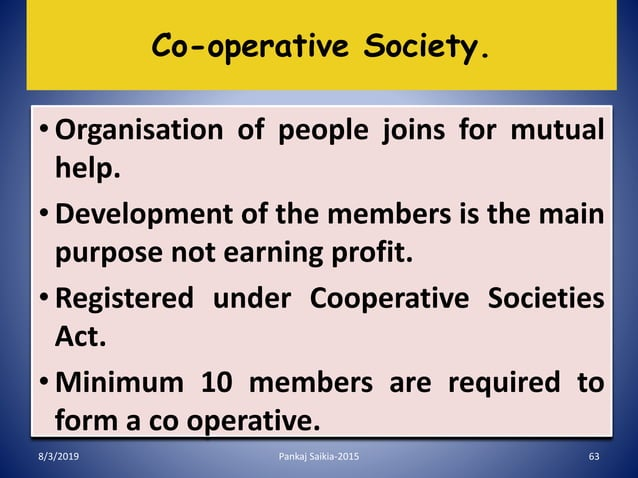 Co-operative Society.
• Organisation of people joins for mutual
help.
• Development of the members is the main
purpose not earning profit.
• Registered under Cooperative Societies
Act.
• Minimum 10 members are required to
form a co operative.
8/3/2019 Pankaj Saikia-2015 63